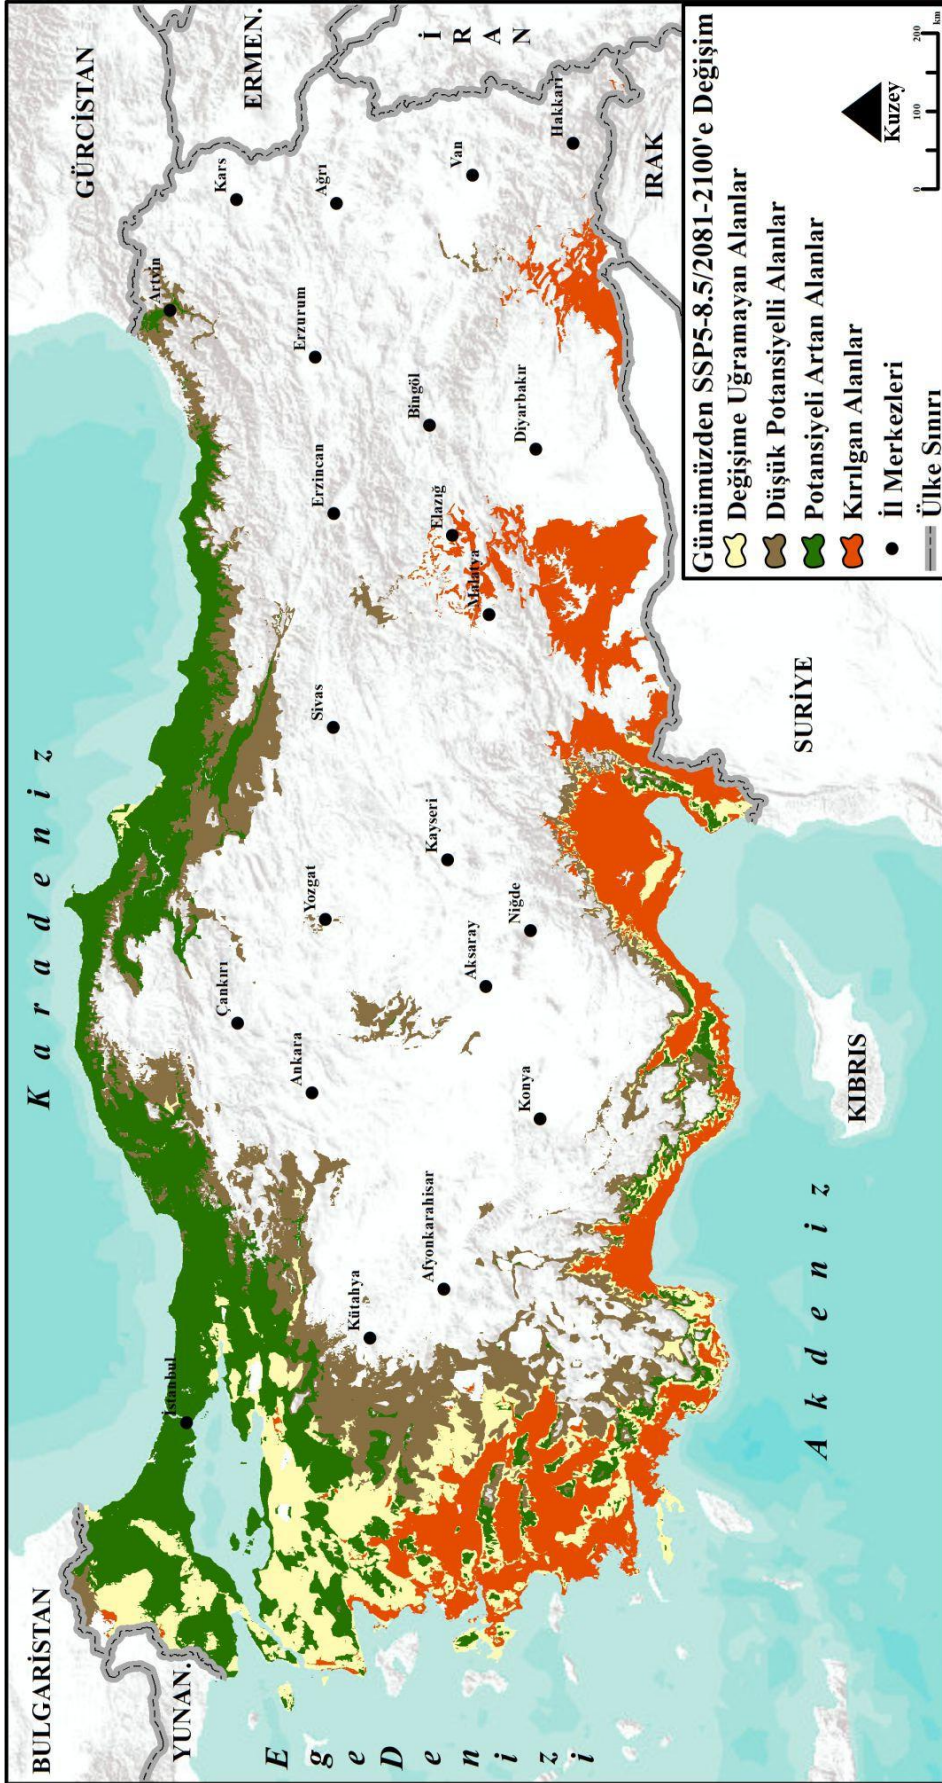 BULGARİSTAN
YUNAN.
Karadeniz
GÜRCİSTAN
ERMEN.
İRAN
IRAK
SURİYE
KIBRIS
Akdeniz
Ege Denizi
İstanbul
Kütahya
Afyonkarahisar
Ankara
Çankırı
Konya
Aksaray
Niğde
Yozgat
Kayseri
Sivas
Malatya
Elazığ
Erzincan
Bingöl
Diyarbakır
Erzurum
Artvin
Kars
Ağrı
Van
Hakkari
Günümüzden SSP5-8.5/2081-2100'e Değişim
Değişime Uğramayan Alanlar
Düşük Potansiyelli Alanlar
Potansiyeli Artan Alanlar
Kırılgan Alanlar
İl Merkezleri
Ülke Sınırı
Kuzey
0 100 200
km